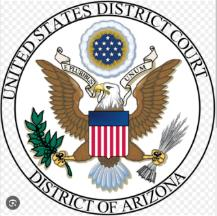 UNITED STATES DISTRICT COURT
E PLURIBUS UNUM
DISTRICT OF ARIZONA